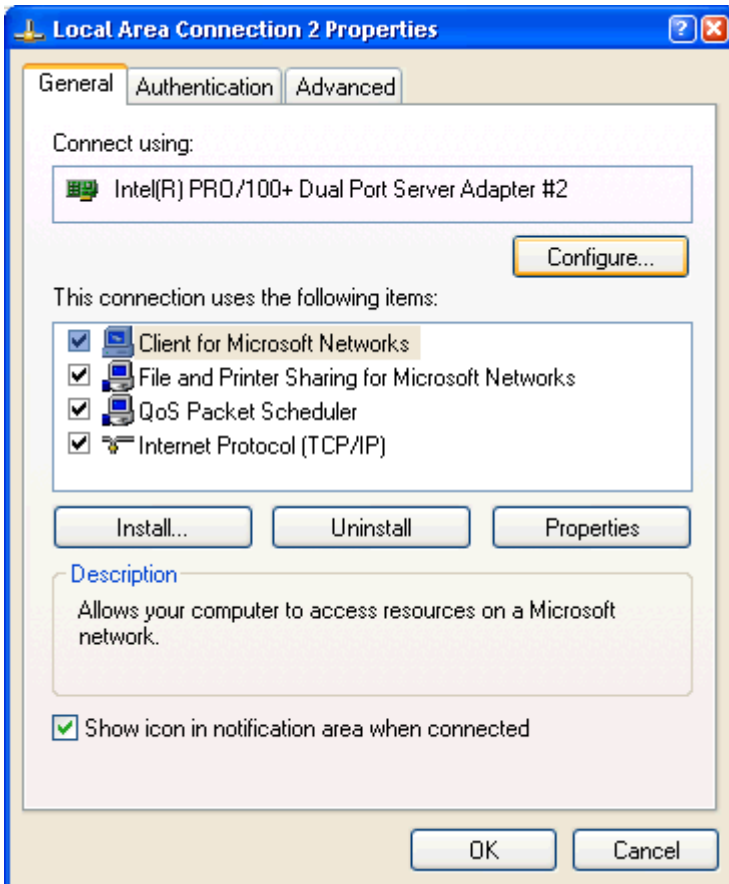 Local Area Connection 2 Properties
General Authentication Advanced
Connect using:
Intel(R) PRO/100+ Dual Port Server Adapter #2
Configure...
This connection uses the following items:
Client for Microsoft Networks
File and Printer Sharing for Microsoft Networks
QoS Packet Scheduler
Internet Protocol (TCP/IP)
Install... Uninstall Properties
Description
Allows your computer to access resources on a Microsoft
network.
Show icon in notification area when connected
OK Cancel